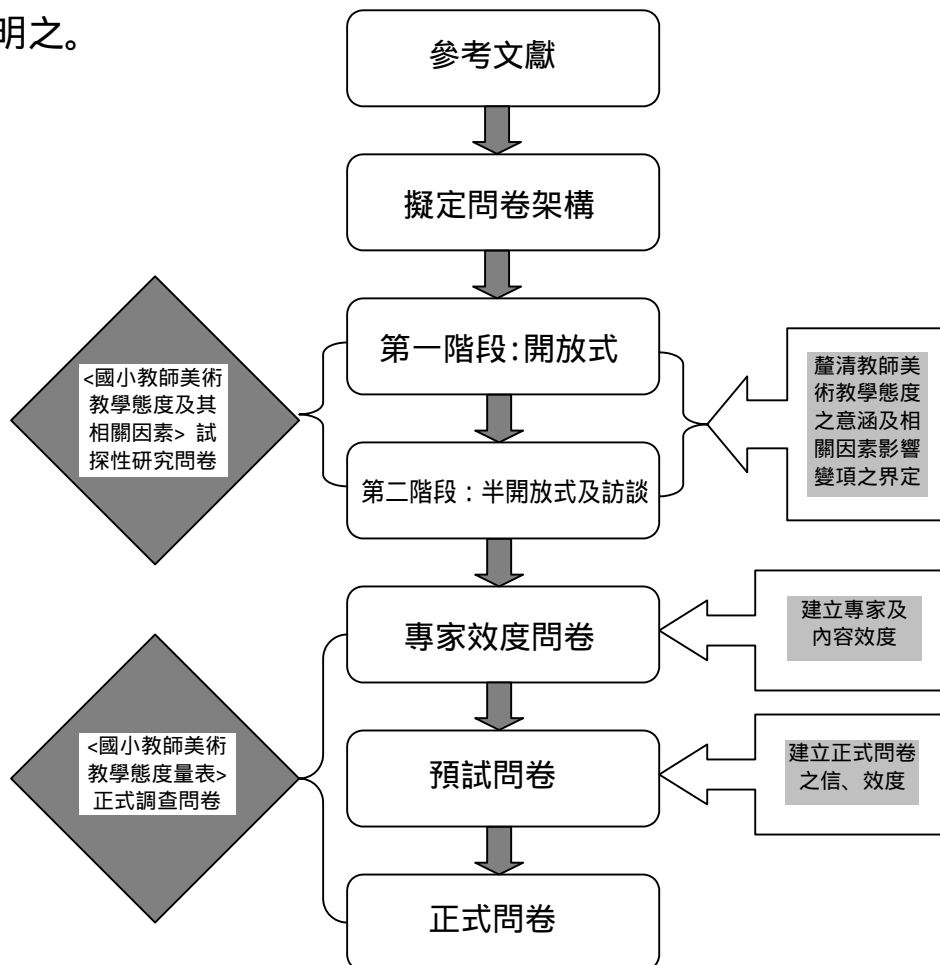 明之。
參考文獻
擬定問卷架構
第一階段:開放式
<國小教師美術
教學態度及其
相關因素> 試
探性研究問卷
釐清教師美
術教學態度
之意涵及相
關因素影響
變項之界定
第二階段：半開放式及訪談
專家效度問卷
建立專家及
內容效度
<國小教師美術
教學態度量表>
正式調查問卷
預試問卷
建立正式問卷
之信、效度
正式問卷